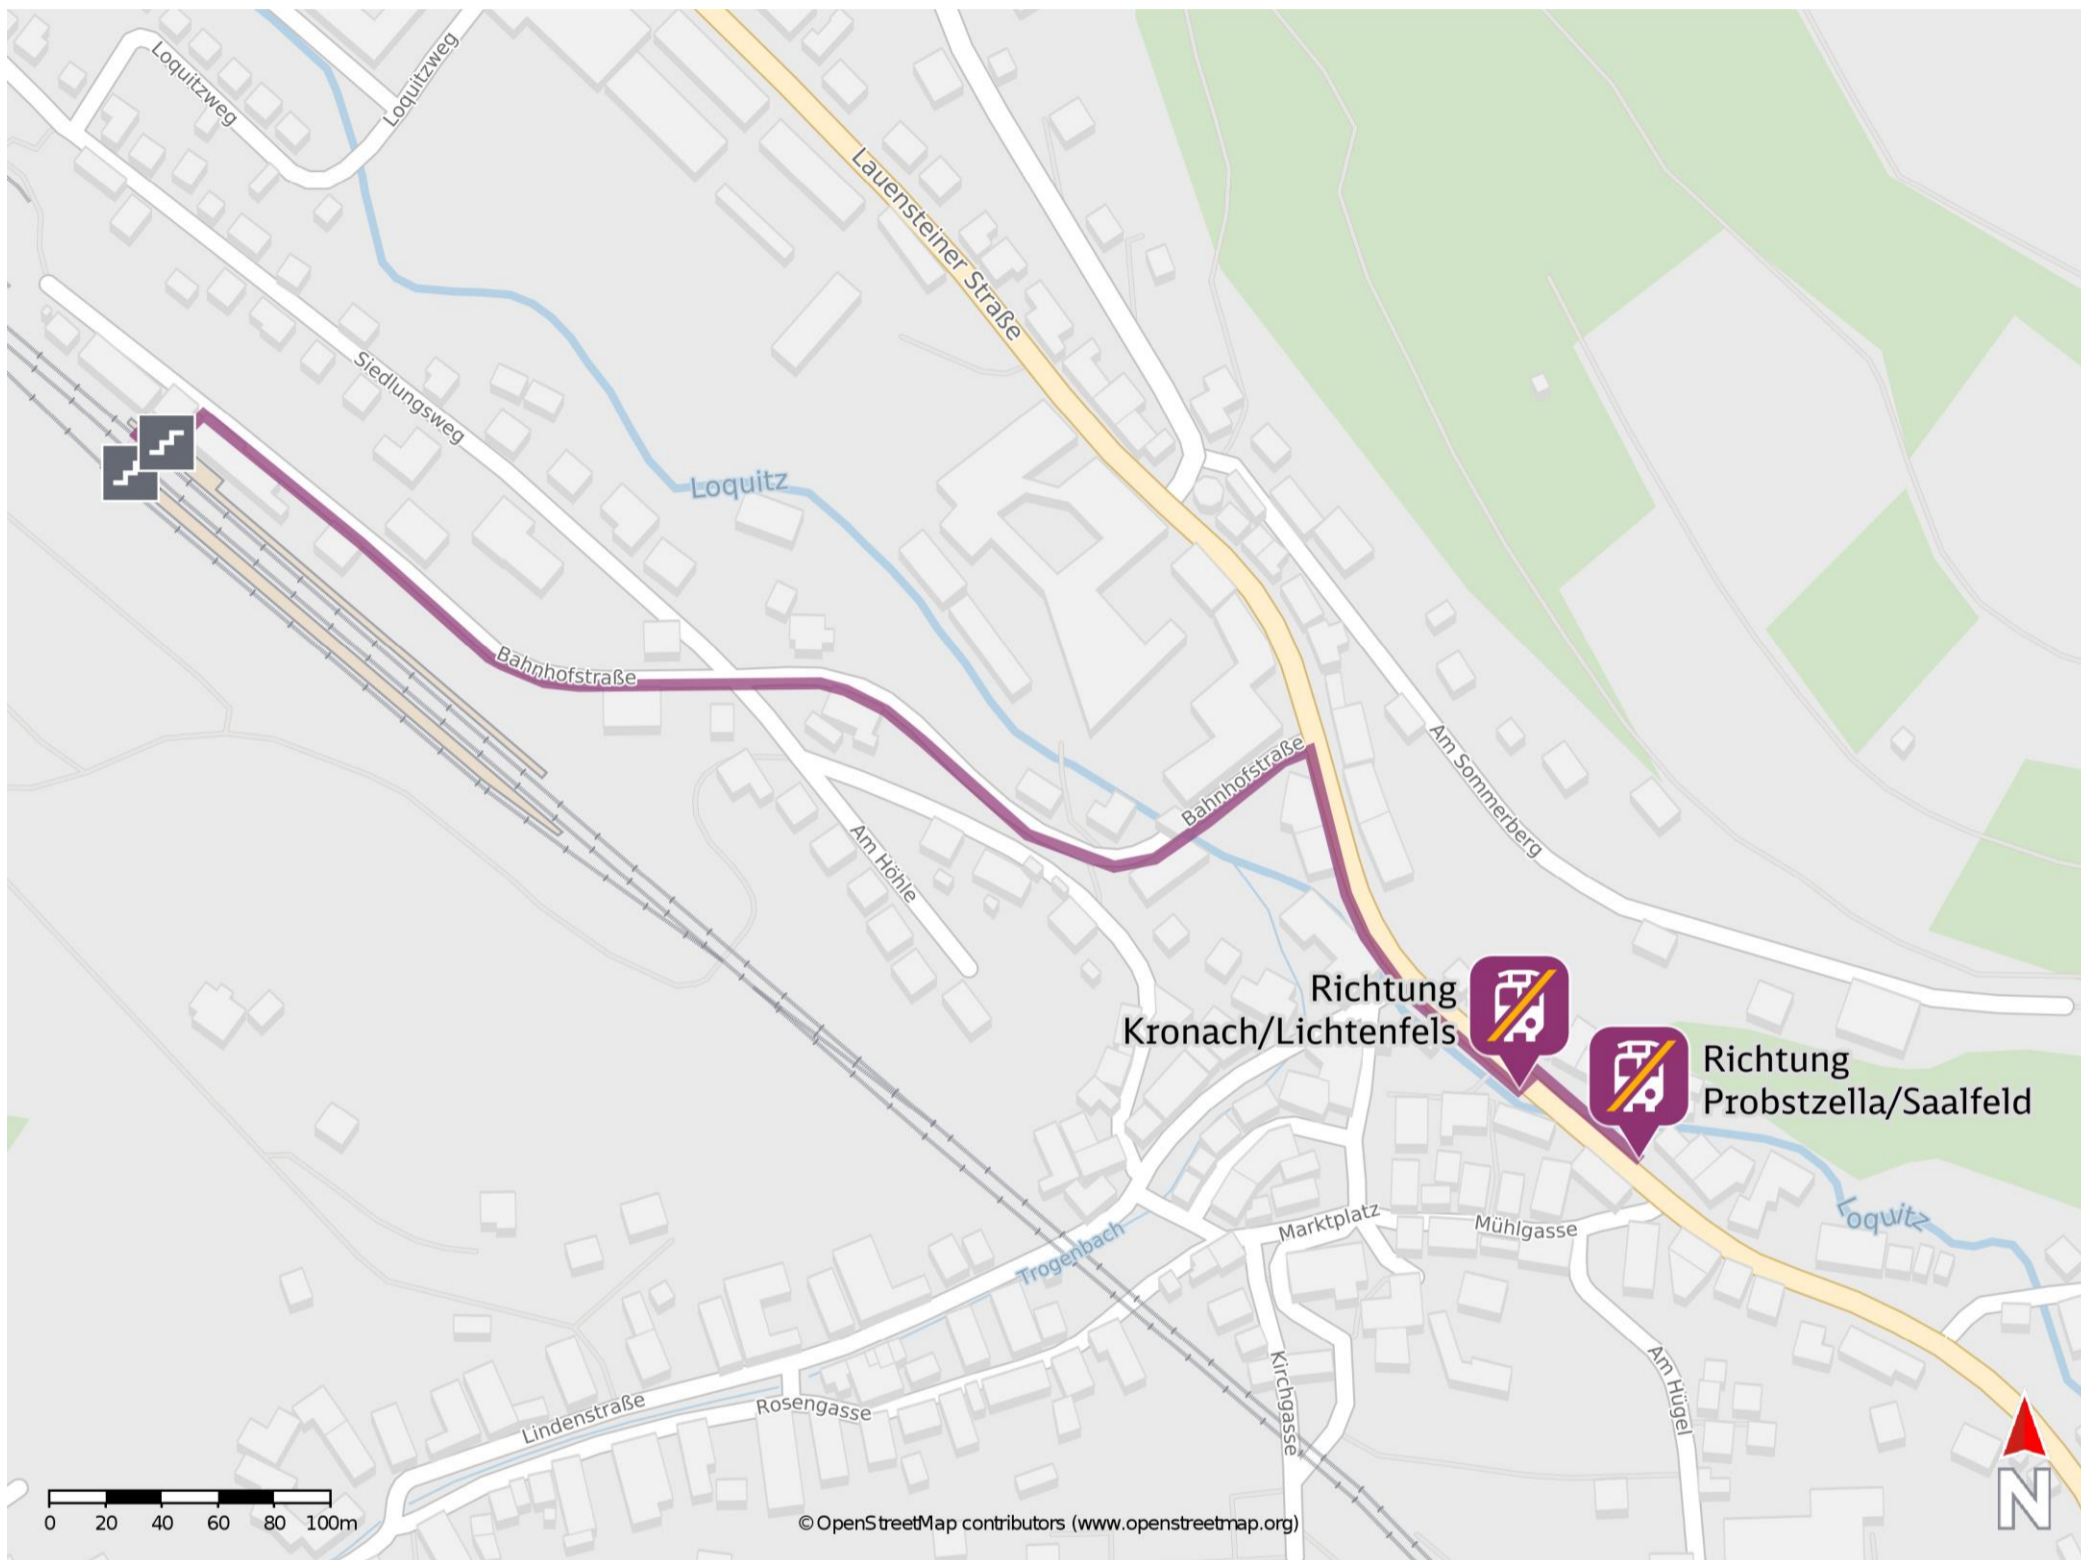 Loquitzweg
Loquitzweg
Lauensteiner Straße
Siedlungsweg
Loquitz
Bahnhofstraße
Bahnhofstraße
Am Sommerberg
Am Höhle
Richtung
Kronach/Lichtenfels
Richtung
Probstzella/Saalfeld
Loquitz
Marktplatz
Mühlgasse
Trogenbach
Kirchgasse
Am Hügel
Lindenstraße
Rosengasse
0 20 40 60 80 100m
© OpenStreetMap contributors (www.openstreetmap.org)
N